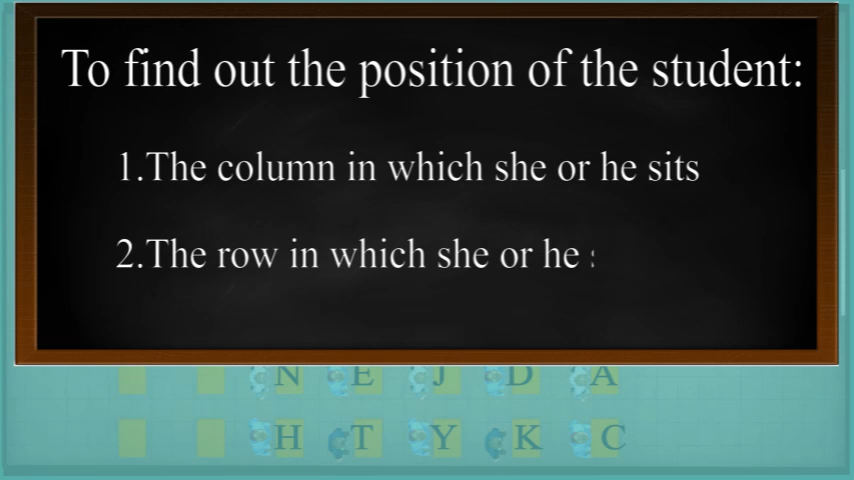 To find out the position of the student:
1.The column in which she or he sits
2.The row in which she or he
N E J D A
H T Y K C